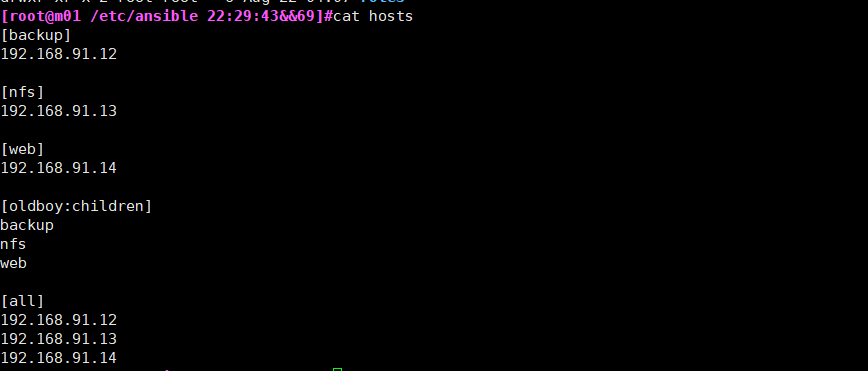 [root@m01 /etc/ansible 22:29:43&&69]#cat hosts
[backup]
192.168.91.12
[nfs]
192.168.91.13
[web]
192.168.91.14
[oldboy:children]
backup
nfs
web
[all]
192.168.91.12
192.168.91.13
192.168.91.14